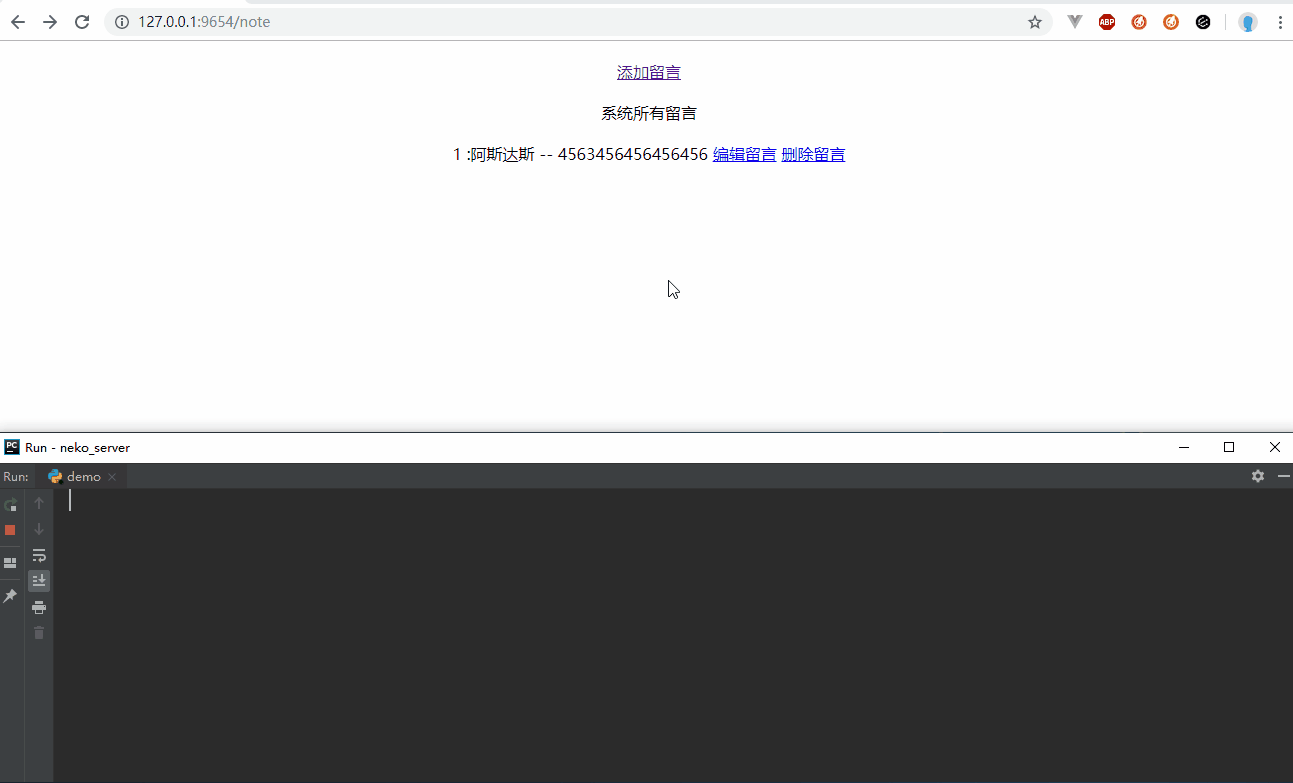 127.0.0.1:9654/note
ABP
添加留言
系统所有留言
1 :阿斯达斯 -- 4563456456456456 编辑留言 删除留言
PC Run - neko_server
Run: demo